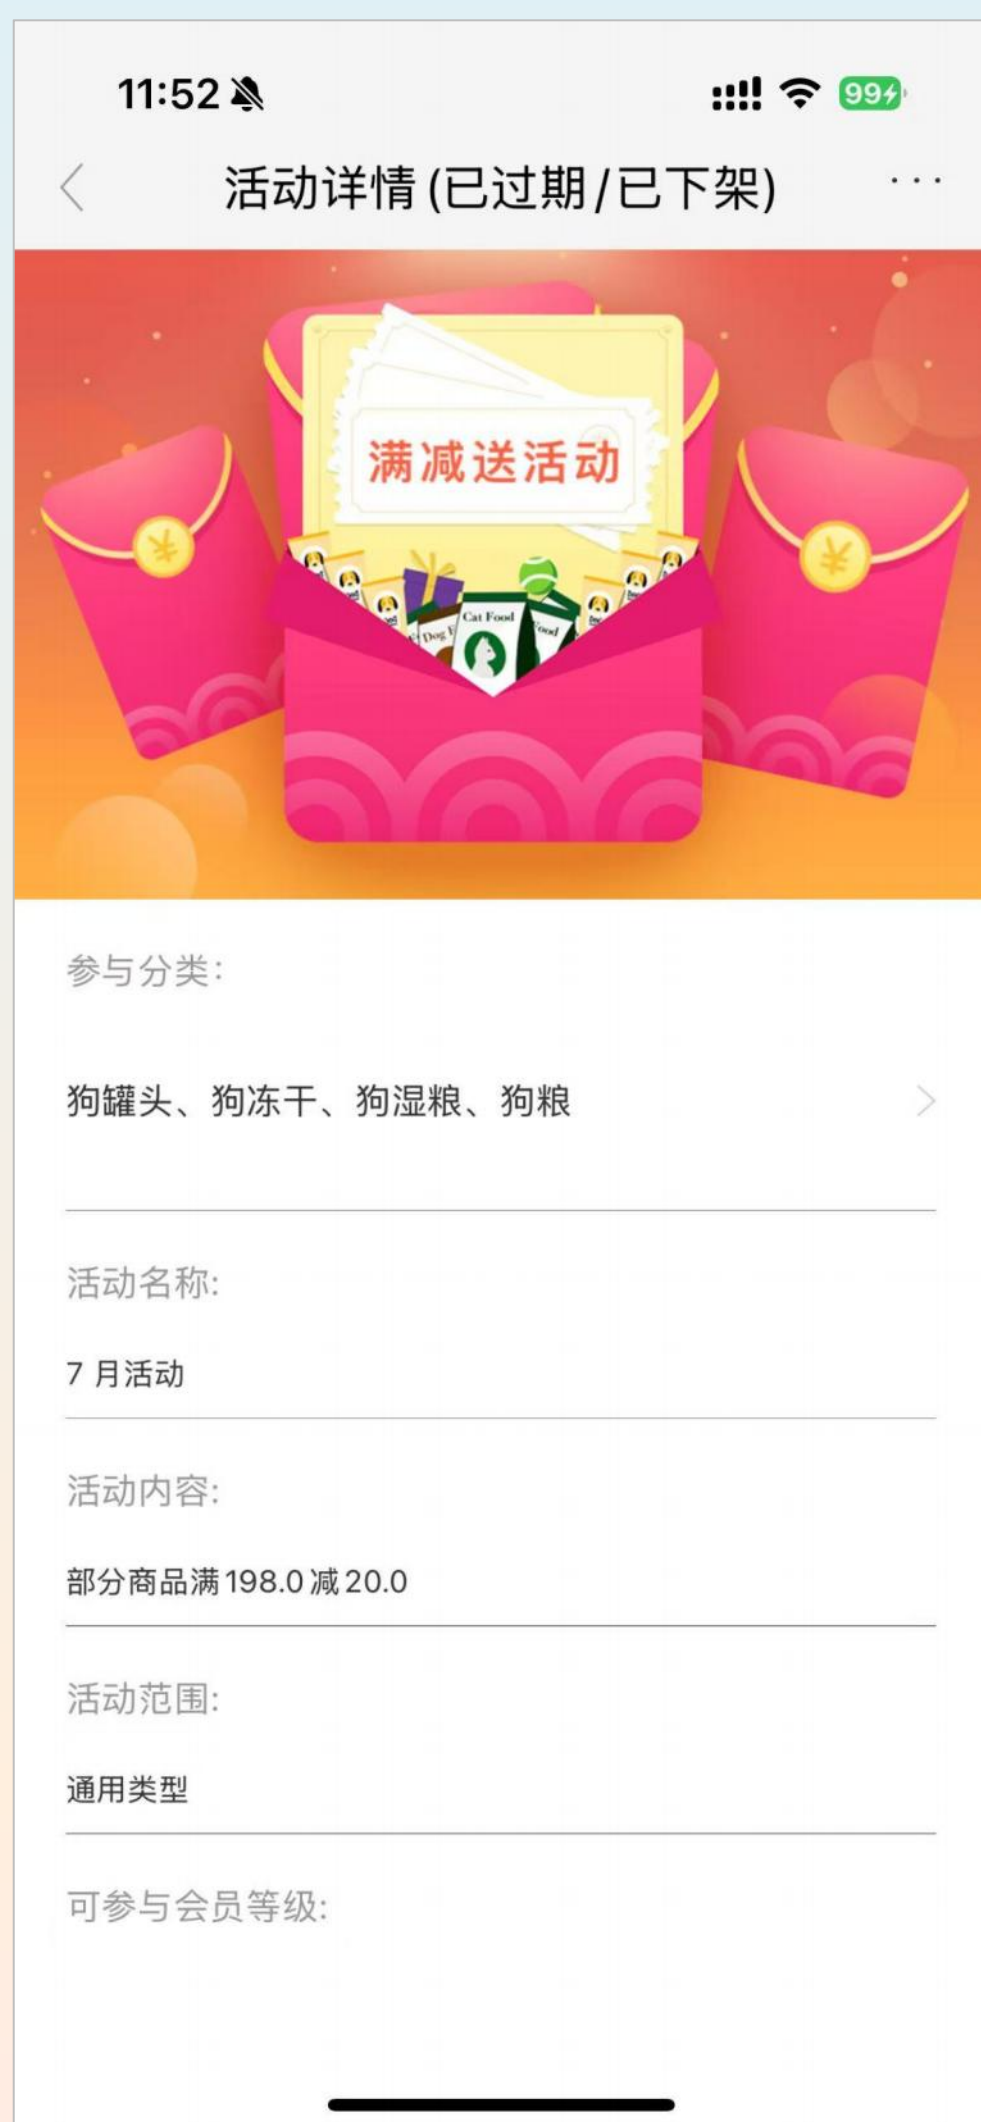 11:52
99
活动详情(已过期/已下架)
满减送活动
Cat Food
Dog F
Food
参与分类:
狗罐头、狗冻干、狗湿粮、狗粮
活动名称:
7 月活动
活动内容:
部分商品满198.0减20.0
活动范围:
通用类型
可参与会员等级: